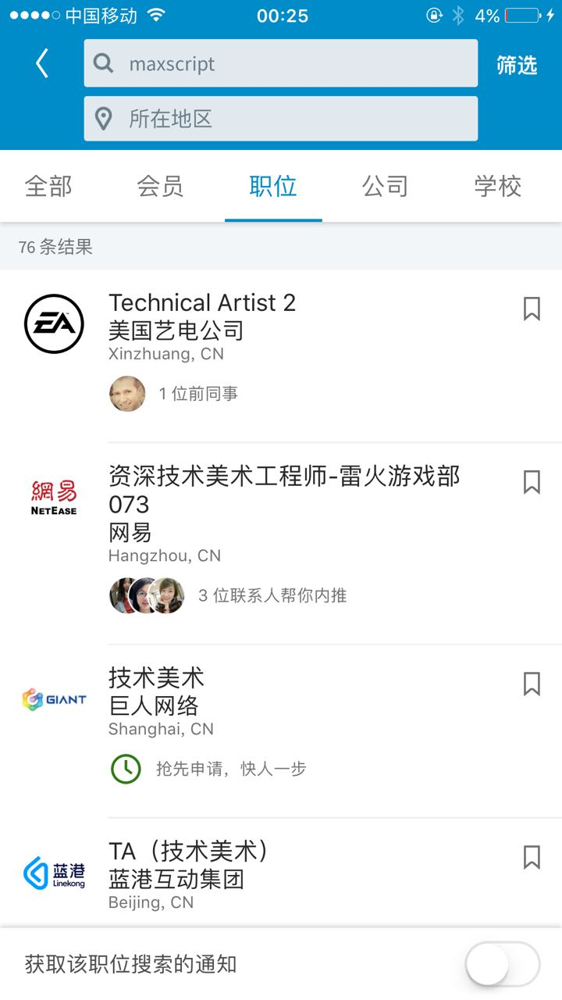 中国移动
00:25
4%
maxscript
筛选
所在地区
全部
会员
职位
公司
学校
76 条结果
EA
Technical Artist 2
美国艺电公司
Xinzhuang, CN
1 位前同事
網易
NETEASE
资深技术美术工程师-雷火游戏部
073
网易
Hangzhou, CN
3 位联系人帮你内推
GIANT
技术美术
巨人网络
Shanghai, CN
抢先申请，快人一步
蓝港
Linekong
TA（技术美术）
蓝港互动集团
Beijing, CN
获取该职位搜索的通知